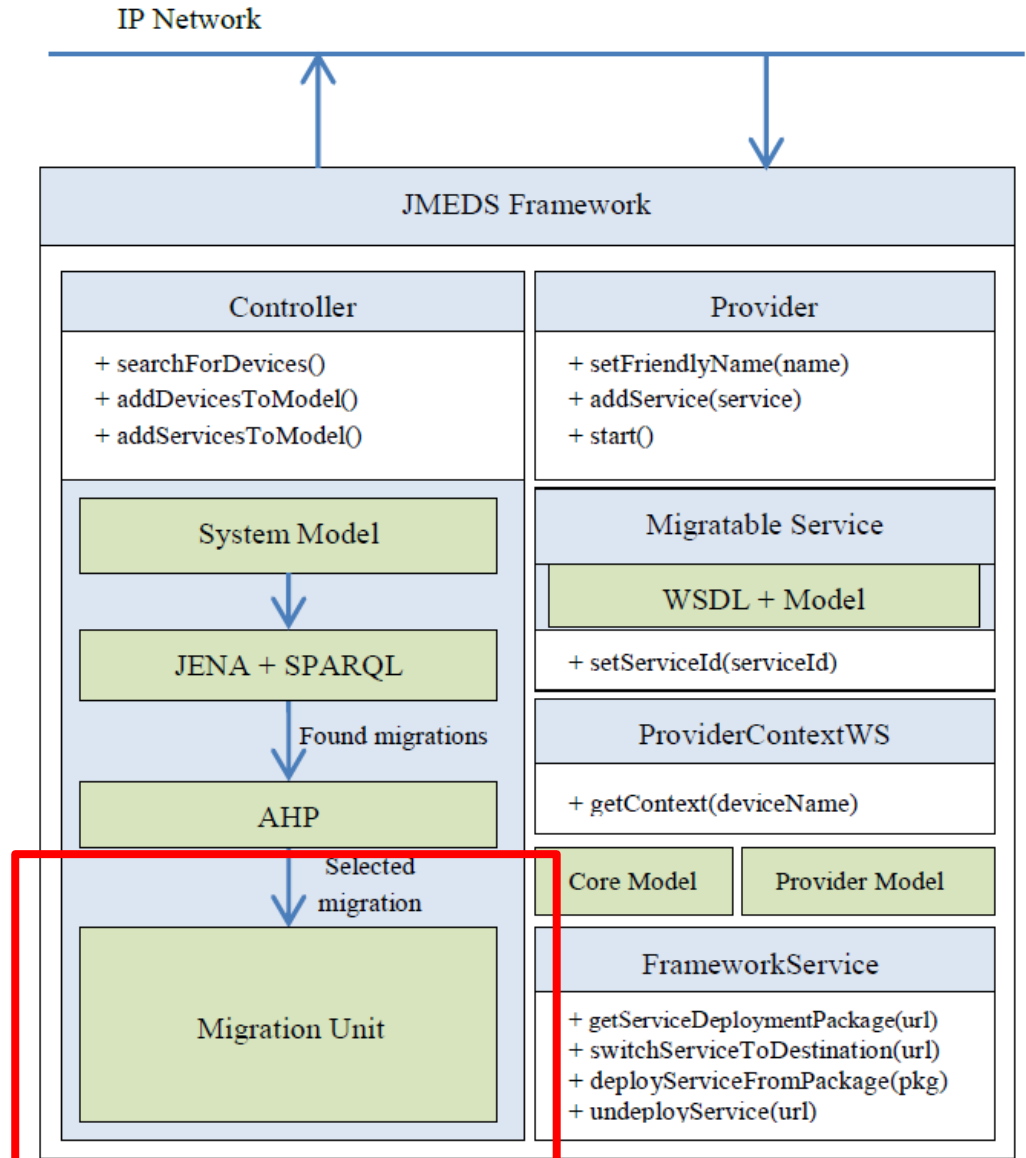 IP Network
JMEDS Framework
Controller
+ searchForDevices()
+ addDevicesToModel()
+ addServicesToModel()
System Model
JENA + SPARQL
Found migrations
AHP
Selected
migration
Migration Unit
Provider
+ setFriendlyName(name)
+ addService(service)
+ start()
Migratable Service
WSDL + Model
+ setServiceId(serviceId)
ProviderContextWS
+ getContext(deviceName)
Core Model
Provider Model
FrameworkService
+ getServiceDeploymentPackage(url)
+ switchServiceToDestination(url)
+ deployServiceFromPackage(pkg)
+ undeployService(url)